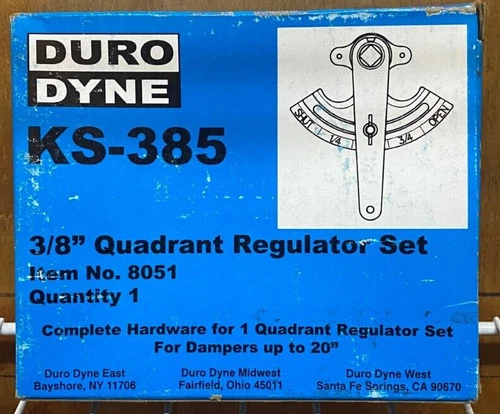 DURO
DYNE
KS-385
SHUT 1/4 3/4 OPEN
3/8" Quadrant Regulator Set
Item No. 8051
Quantity 1
Complete Hardware for 1 Quadrant Regulator Set
For Dampers up to 20"
Duro Dyne East Duro Dyne Midwest Duro Dyne West
Bayshore, NY 11706 Fairfield, Ohio 45011 Santa Fe Springs, CA 90670